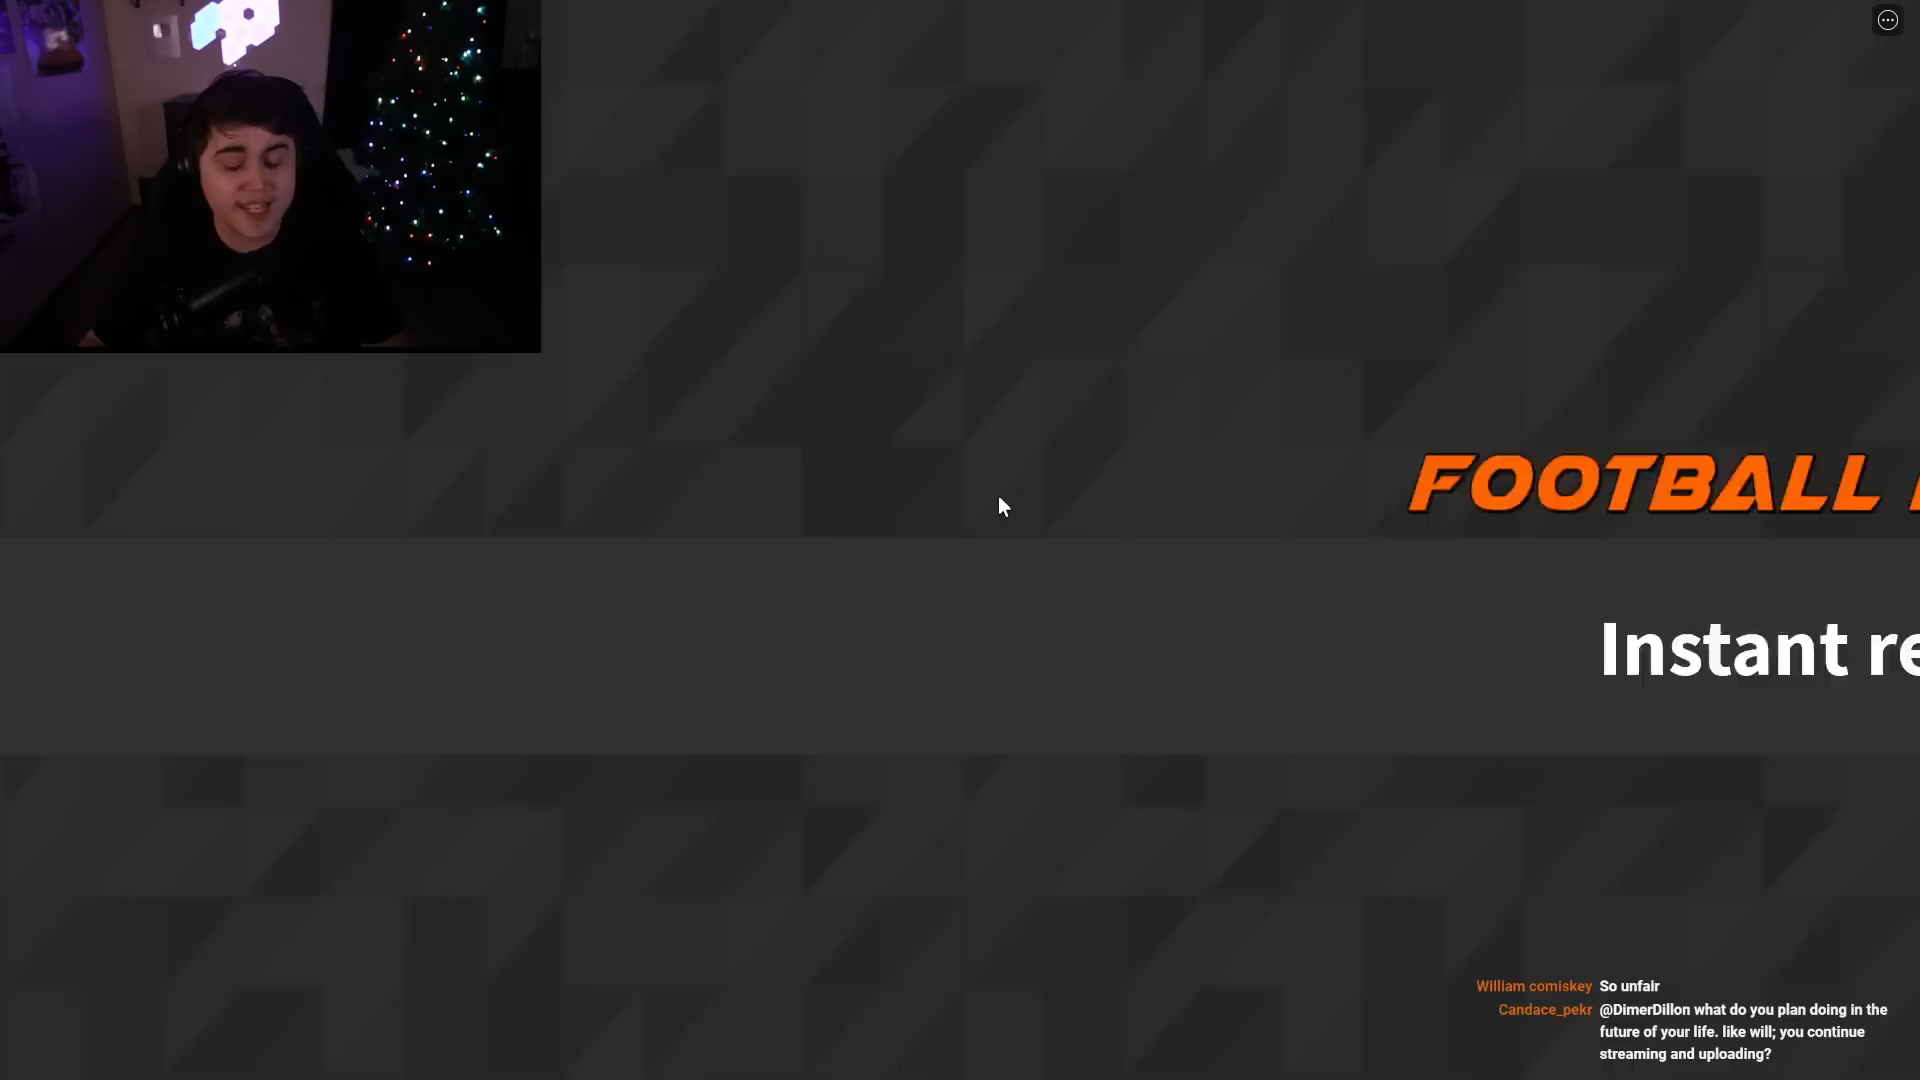 FOOTBALL
Instant re
William comiskey So unfair
Candace_pekr @DimerDillon what do you plan doing in the
future of your life. like will; you continue
streaming and uploading?